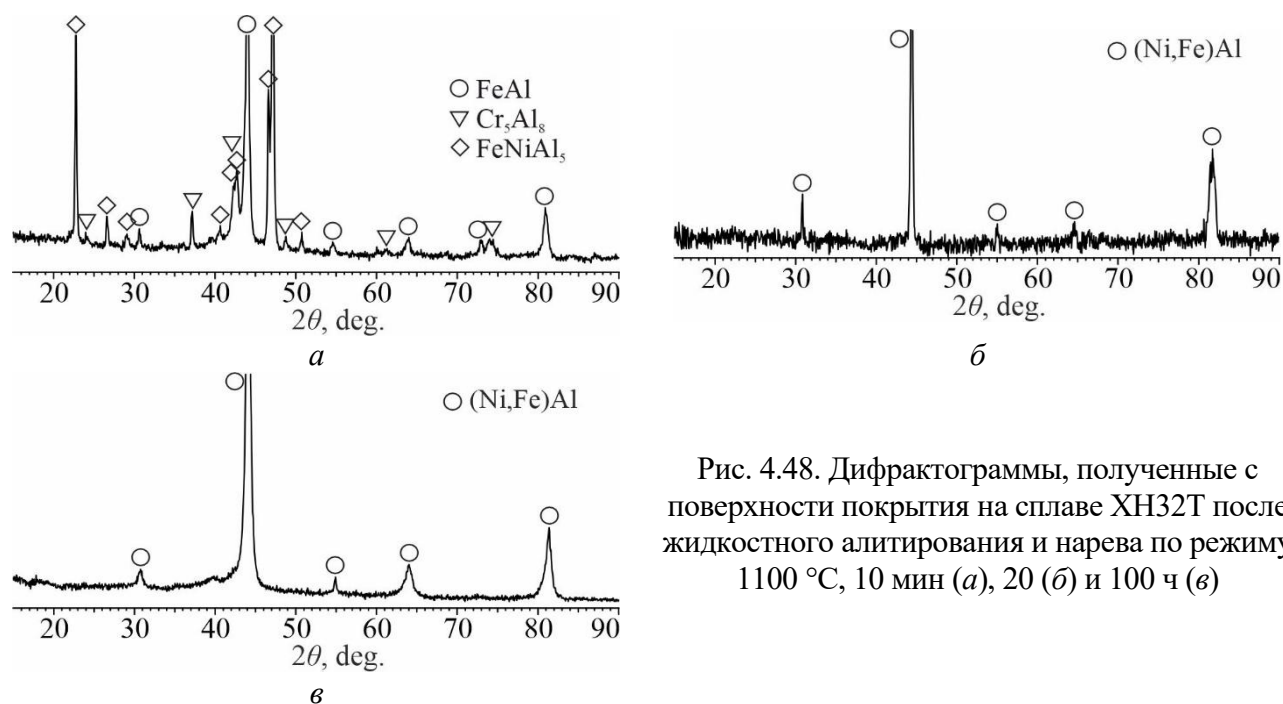 FeAl
Cr₅Al₈
FeNiAl₅
20 30 40 50 60 70 80 90
2θ, deg.
а
(Ni,Fe)Al
20 30 40 50 60 70 80 90
2θ, deg.
б
(Ni,Fe)Al
20 30 40 50 60 70 80 90
2θ, deg.
в
Рис. 4.48. Дифрактограммы, полученные с
поверхности покрытия на сплаве ХН32Т после
жидкостного алитирования и нарева по режиму
1100 °С, 10 мин (а), 20 (б) и 100 ч (в)